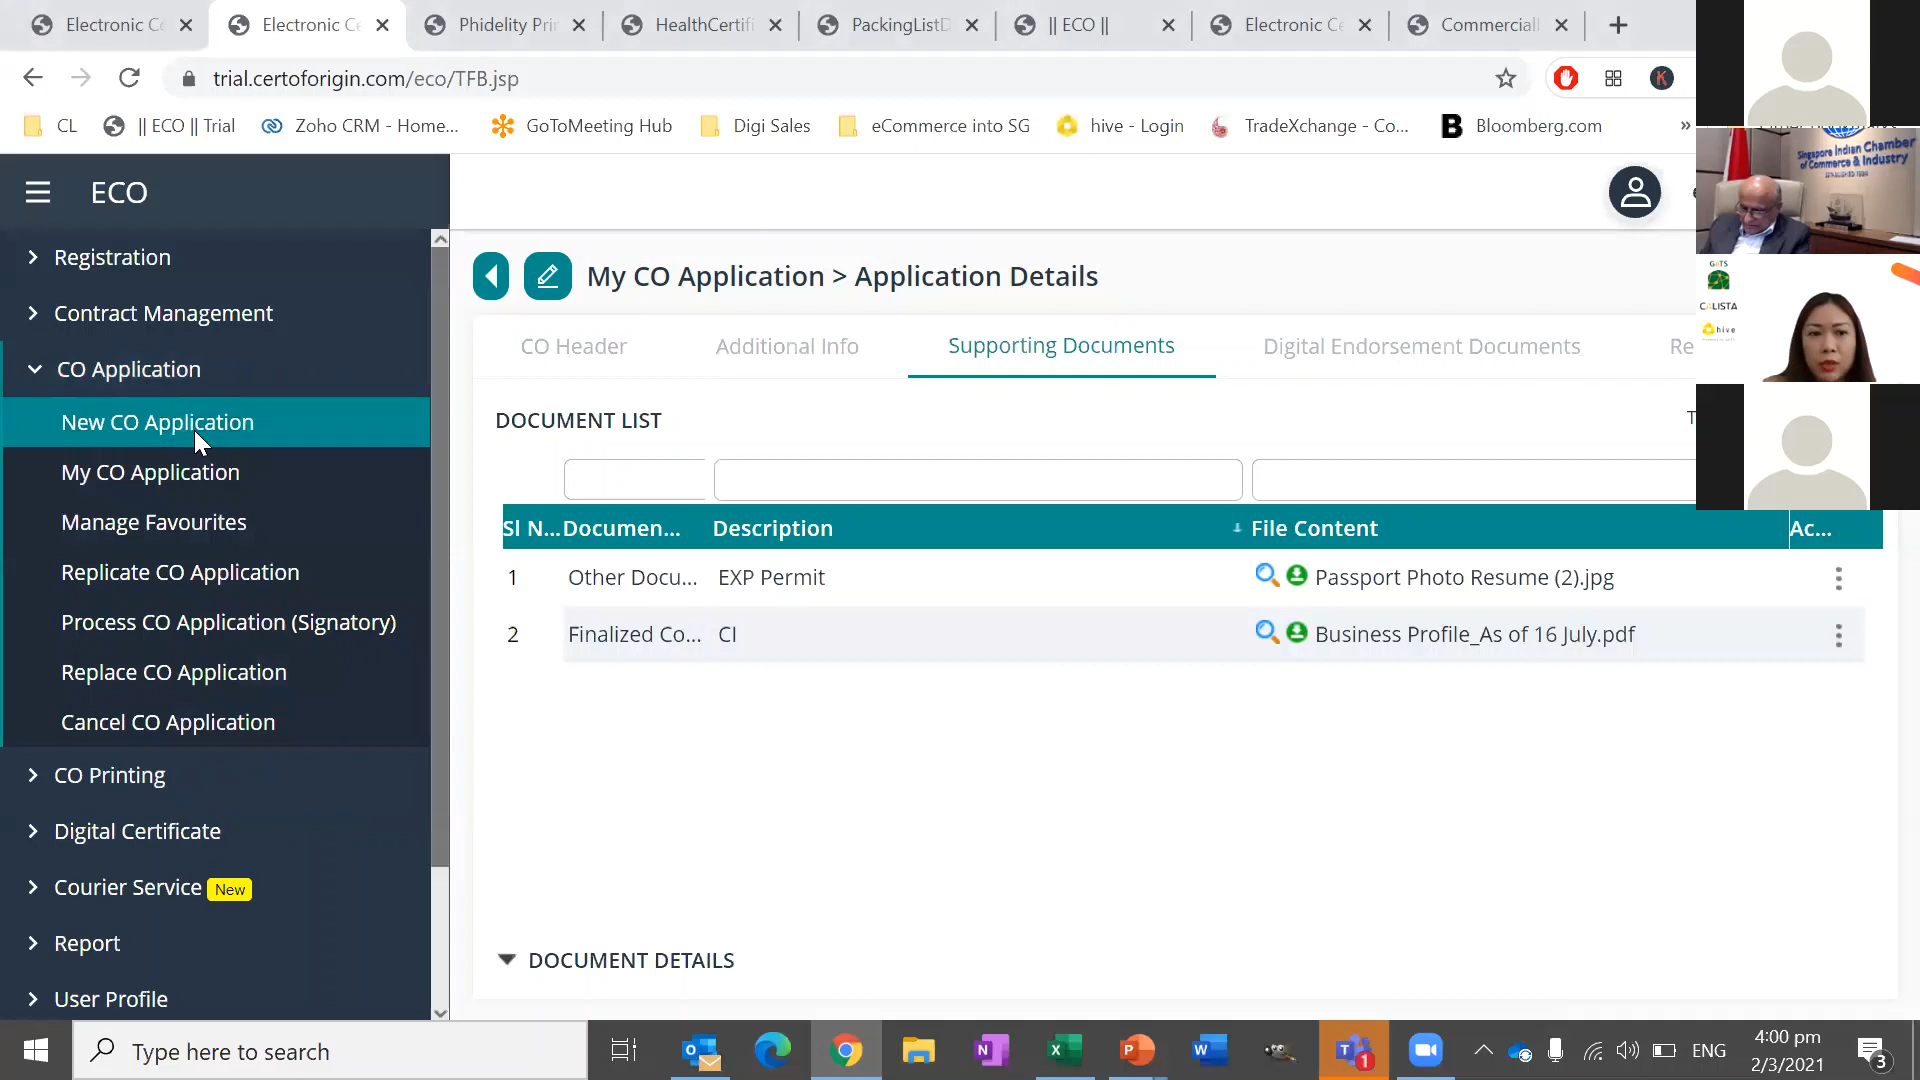 Electronic Co
Electronic Ce
Phidelity Prin
HealthCertifi
PackingListD
|| ECO ||
Electronic Ce
Commerciall
trial.certoforigin.com/eco/TFB.jsp
CL
|| ECO || Trial
Zoho CRM - Home...
GoToMeeting Hub
Digi Sales
eCommerce into SG
hive - Login
TradeXchange - Co...
Bloomberg.com
»
Singapore Indian Chamber
of Commerce & Industry
ECO
Registration
Contract Management
CO Application
New CO Application
My CO Application
Manage Favourites
Replicate CO Application
Process CO Application (Signatory)
Replace CO Application
Cancel CO Application
CO Printing
Digital Certificate
Courier Service New
Report
User Profile
My CO Application > Application Details
CO Header
Additional Info
Supporting Documents
Digital Endorsement Documents
Re
DOCUMENT LIST
T
Sl N... Documen... Description File Content Ac...
1 Other Docu... EXP Permit Passport Photo Resume (2).jpg
2 Finalized Co... CI Business Profile_As of 16 July.pdf
DOCUMENT DETAILS
GeTS
CALISTA
hive
Type here to search
ENG
4:00 pm
2/3/2021
1
3